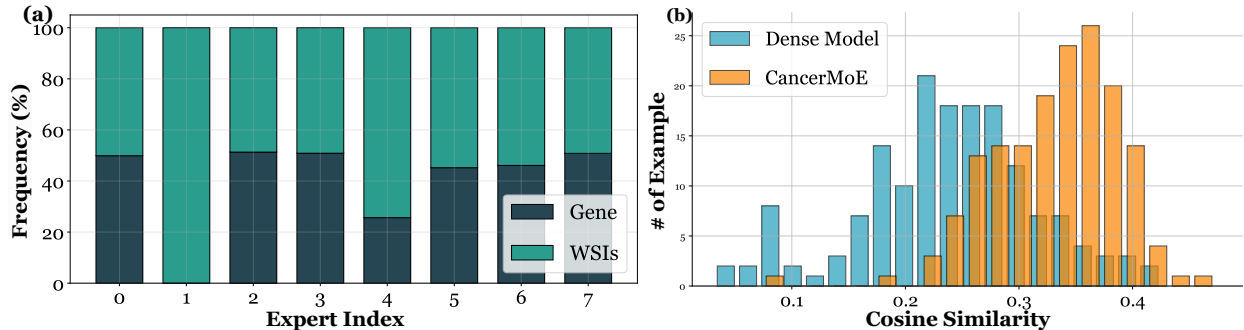 (a)
100
80
60
40
20
0
Frequency (%)
Gene
WSIs
0 1 2 3 4 5 6 7
Expert Index
(b)
25
20
15
10
5
0
# of Example
Dense Model
CancerMoE
0.1 0.2 0.3 0.4
Cosine Similarity